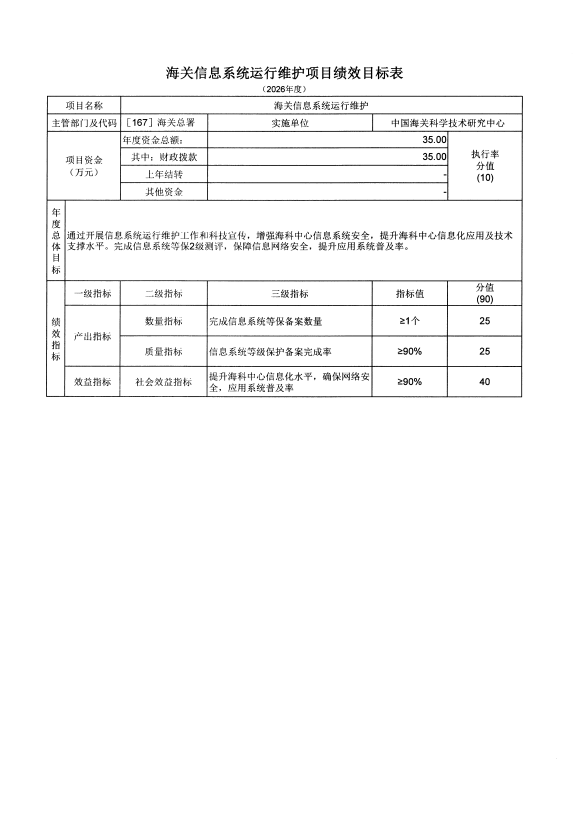 海关信息系统运行维护项目绩效目标表
（2026年度）
项目名称 海关信息系统运行维护
主管部门及代码 [167]海关总署 实施单位 中国海关科学技术研究中心
项目资金
（万元）
年度资金总额： 35.00
其中：财政拨款 35.00
上年结转 -
其他资金 -
执行率
分值
(10)
年度总体目标
通过开展信息系统运行维护工作和科技宣传，增强海科中心信息系统安全，提升海科中心信息化应用及技术
支撑水平。完成信息系统等保2级测评，保障信息网络安全，提升应用系统普及率。
绩效指标
一级指标 二级指标 三级指标 指标值 分值
(90)
产出指标 数量指标 完成信息系统等保备案数量 ≥1个 25
质量指标 信息系统等级保护备案完成率 ≥90% 25
效益指标 社会效益指标 提升海科中心信息化水平，确保网络安
全，应用系统普及率 ≥90% 40